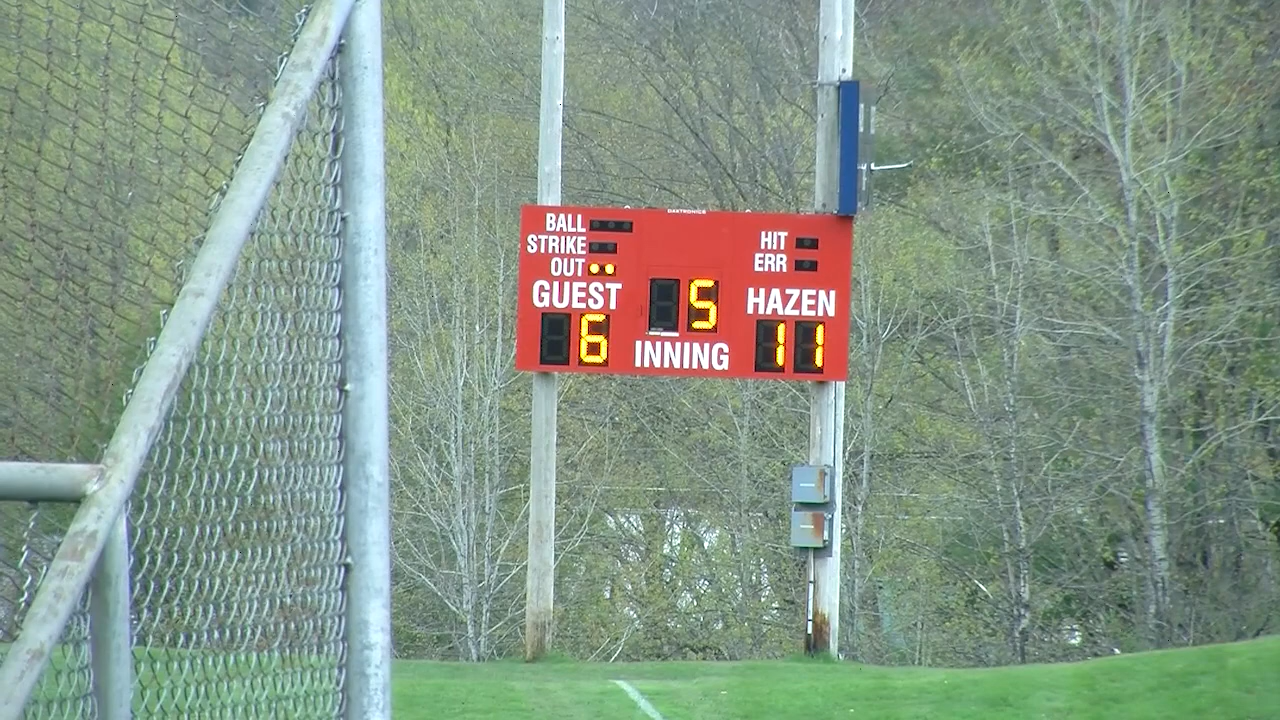 DAKTRONICS
BALL
STRIKE
OUT
HIT
ERR
GUEST
5
HAZEN
6
INNING
11